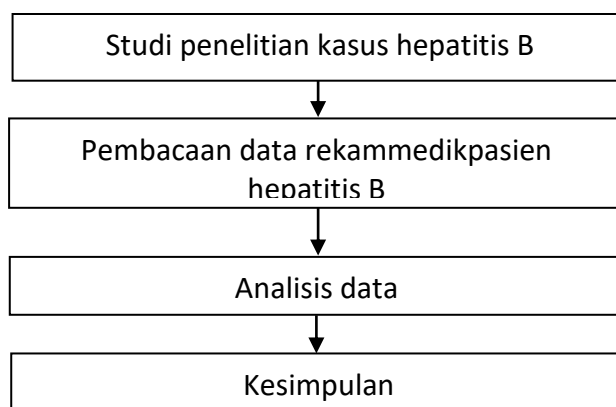 Studi penelitian kasus hepatitis B
Pembacaan data rekammedikpasien
hepatitis B
Analisis data
Kesimpulan